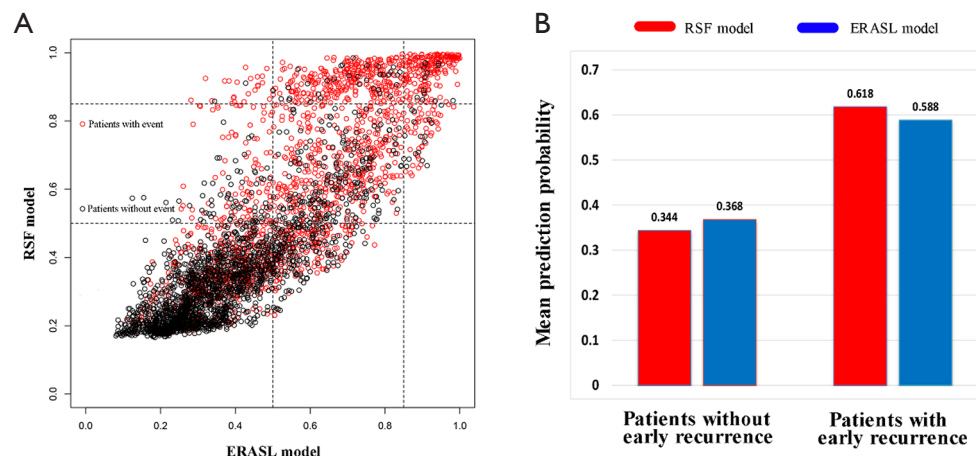 A
1.0
0.8
0.6
0.4
0.2
0.0
RSF model
Patients with event
Patients without event
0.0 0.2 0.4 0.6 0.8 1.0
ERASL model
B
RSF model ERASL model
0.7
0.6
0.5
0.4
0.3
0.2
0.1
0
Mean prediction probability
0.344
0.368
0.618
0.588
Patients without
early recurrence
Patients with
early recurrence